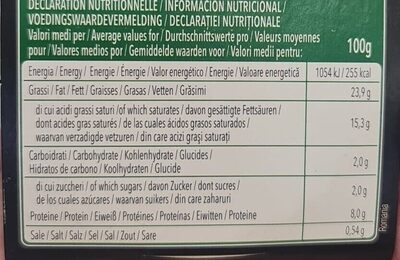 DÉCLARATION NUTRITIONNELLE / INFORMACIÓN NUTRICIONAL /
VOEDINGSWAARDEVERMELDING / DECLARAȚIEI NUTRIȚIONALE
Valori medi per / Average values for / Durchschnittswerte pro / Valeurs moyennes
pour / Valores medios por / Gemiddelde waarden voor / Valori medii pentru: 100g
Energia / Energy / Energie / Énergie / Valor energético / Energie / Valoare energetică 1054 kJ / 255 kcal
Grassi / Fat / Fett / Graisses / Grasas / Vetten / Grăsimi 23,9 g
di cui acidi grassi saturi / of which saturates / davon gesättigte Fettsäuren /
dont acides gras saturés / de las cuales ácidos grasos saturados /
waarvan verzadigde vetzuren / din care acizi grași saturați 15,3 g
Carboidrati / Carbohydrate / Kohlenhydrate / Glucides /
Hidratos de carbono / Koolhydraten / Glucide 2,0 g
di cui zuccheri / of which sugars / davon Zucker / dont sucres /
de los cuales azúcares / waarvan suikers / din care zaharuri 2,0 g
Proteine / Protein / Eiweiß / Protéines / Proteínas / Eiwitten / Proteine 8,0 g
Sale / Salt / Salz / Sel / Sal / Zout / Sare 0,54 g
Romania